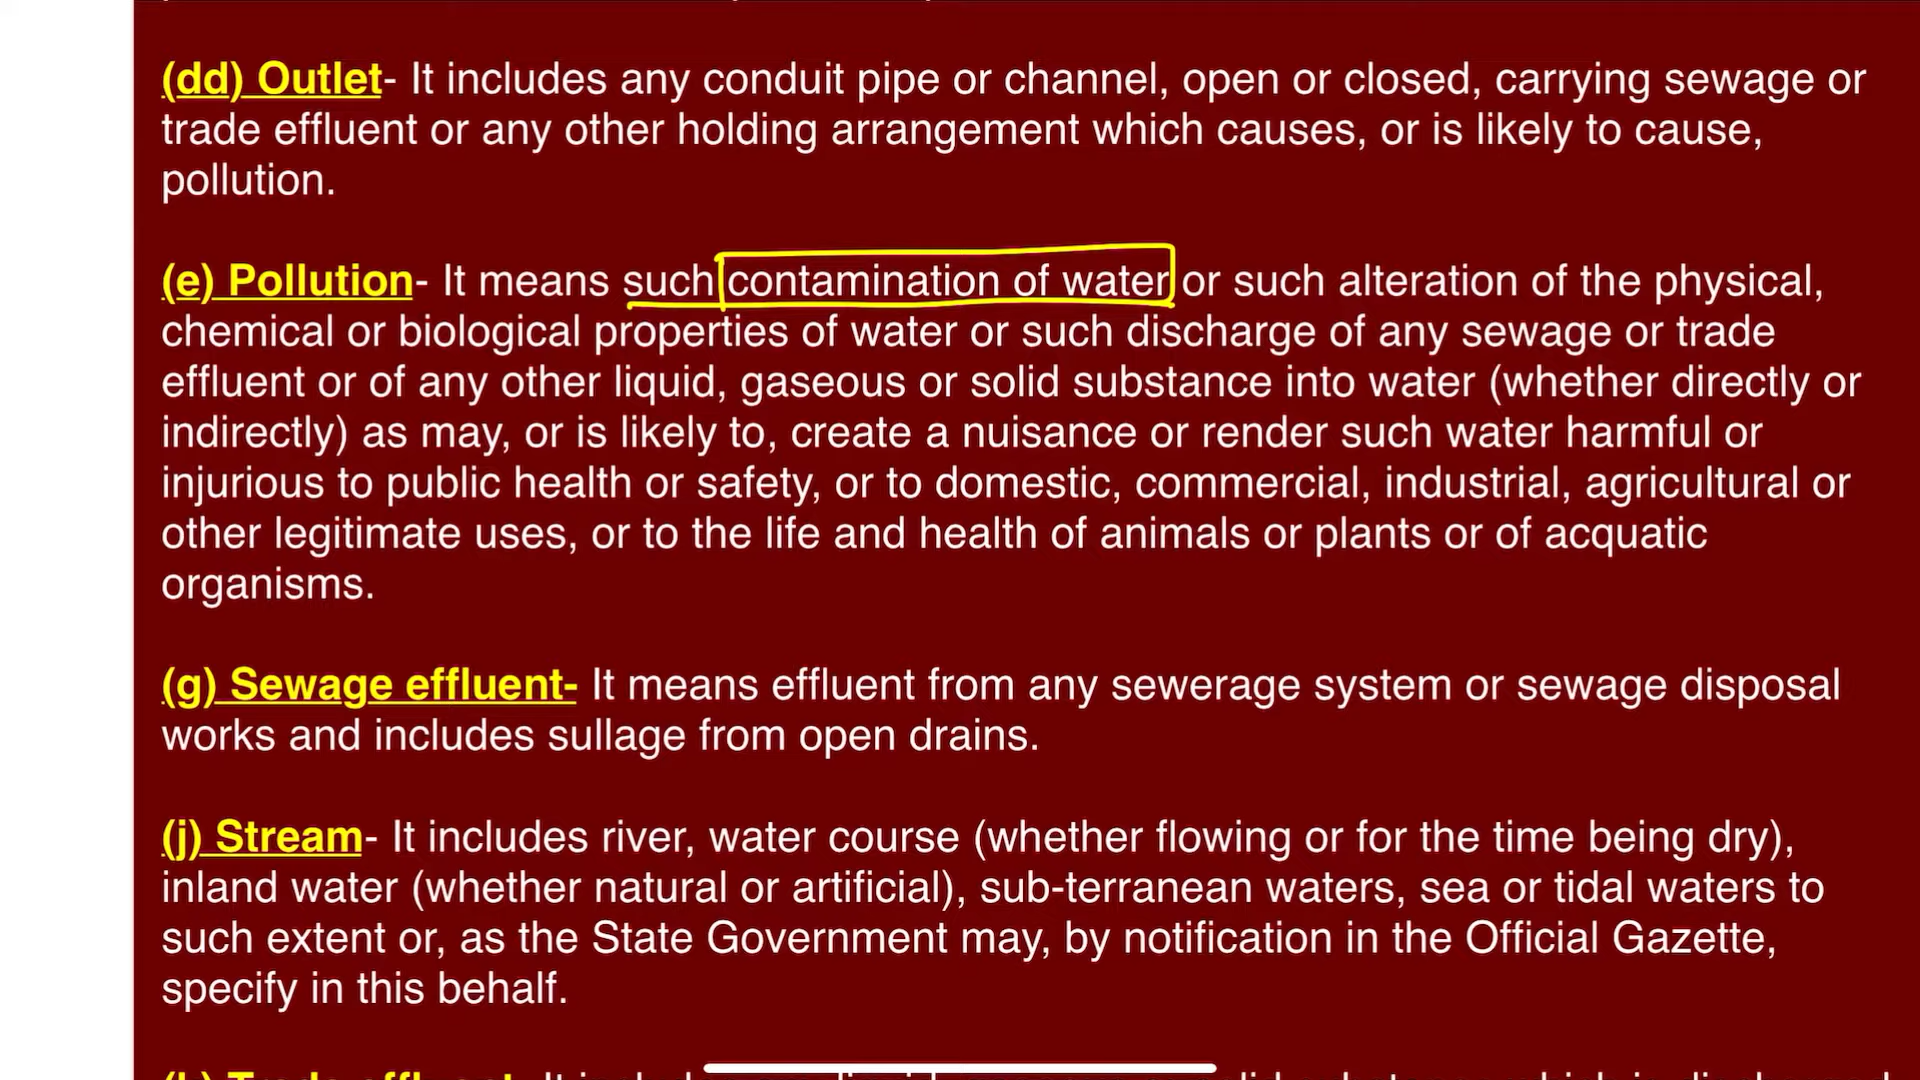 (dd) Outlet- It includes any conduit pipe or channel, open or closed, carrying sewage or
trade effluent or any other holding arrangement which causes, or is likely to cause,
pollution.
(e) Pollution- It means such contamination of water or such alteration of the physical,
chemical or biological properties of water or such discharge of any sewage or trade
effluent or of any other liquid, gaseous or solid substance into water (whether directly or
indirectly) as may, or is likely to, create a nuisance or render such water harmful or
injurious to public health or safety, or to domestic, commercial, industrial, agricultural or
other legitimate uses, or to the life and health of animals or plants or of acquatic
organisms.
(g) Sewage effluent- It means effluent from any sewerage system or sewage disposal
works and includes sullage from open drains.
(j) Stream- It includes river, water course (whether flowing or for the time being dry),
inland water (whether natural or artificial), sub-terranean waters, sea or tidal waters to
such extent or, as the State Government may, by notification in the Official Gazette,
specify in this behalf.